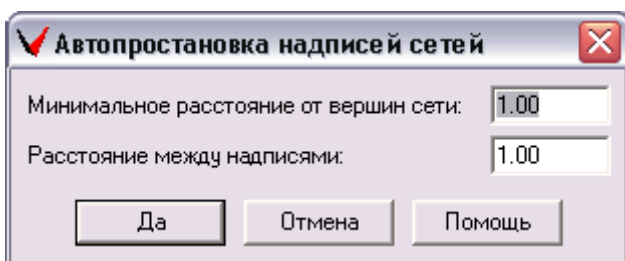 Автопростановка надписей сетей
Минимальное расстояние от вершин сети: 1.00
Расстояние между надписями: 1.00
Да Отмена Помощь